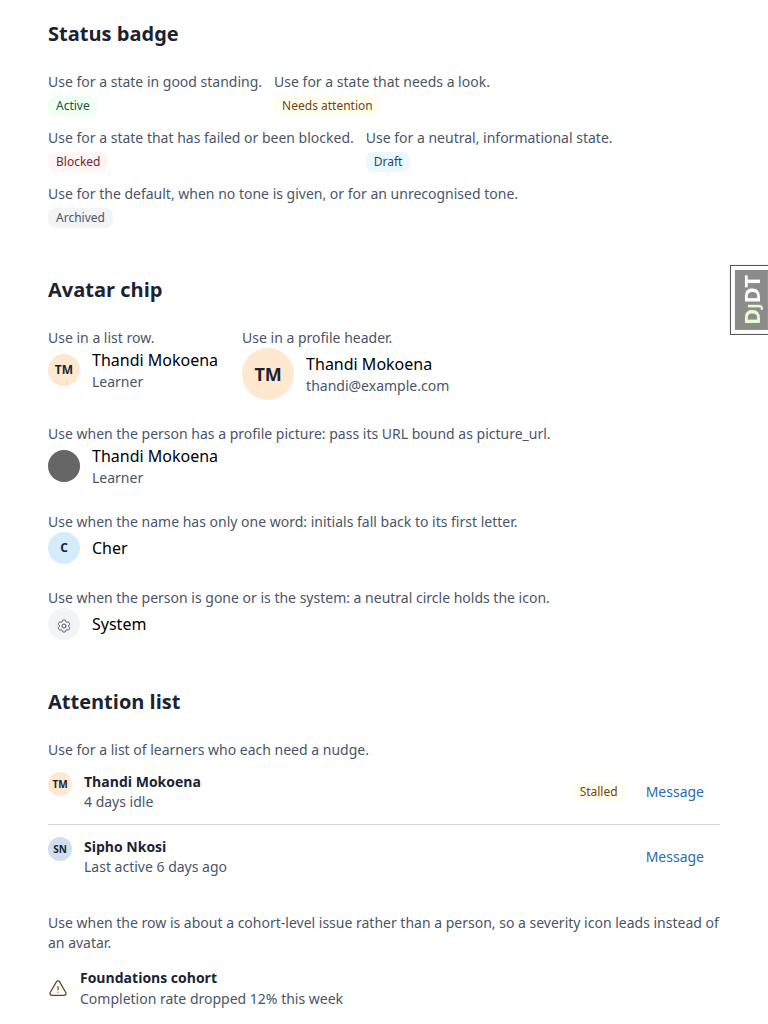 Status badge
Use for a state in good standing. Use for a state that needs a look.
Active Needs attention
Use for a state that has failed or been blocked. Use for a neutral, informational state.
Blocked Draft
Use for the default, when no tone is given, or for an unrecognised tone.
Archived
Avatar chip
DJDT
Use in a list row. Use in a profile header.
TM Thandi Mokoena TM Thandi Mokoena
Learner thandi@example.com
Use when the person has a profile picture: pass its URL bound as picture_url.
Thandi Mokoena
Learner
Use when the name has only one word: initials fall back to its first letter.
C Cher
Use when the person is gone or is the system: a neutral circle holds the icon.
System
Attention list
Use for a list of learners who each need a nudge.
TM Thandi Mokoena Stalled Message
4 days idle
SN Sipho Nkosi Message
Last active 6 days ago
Use when the row is about a cohort-level issue rather than a person, so a severity icon leads instead of
an avatar.
Foundations cohort
Completion rate dropped 12% this week